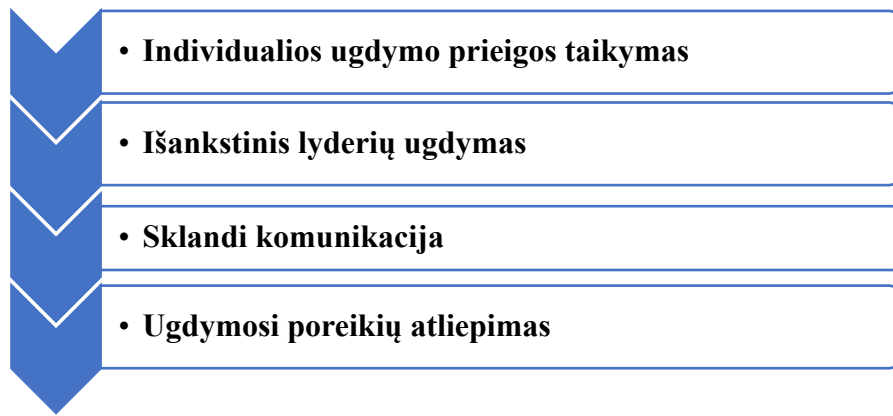 • Individualios ugdymo prieigos taikymas
• Išankstinis lyderių ugdymas
• Sklandi komunikacija
• Ugdymosi poreikių atliepimas